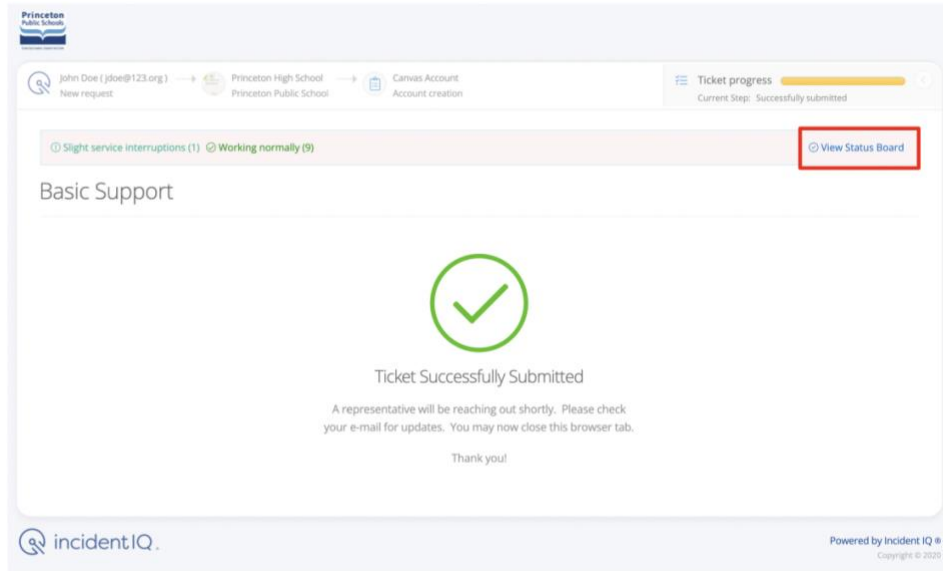 Princeton
Public Schools
John Doe ( jdoe@123.org )
New request
Princeton High School
Princeton Public School
Canvas Account
Account creation
Ticket progress
Current Step: Successfully submitted
Slight service interruptions (1) Working normally (9)
View Status Board
Basic Support
Ticket Successfully Submitted
A representative will be reaching out shortly. Please check
your e-mail for updates. You may now close this browser tab.
Thank you!
incidentIQ.
Powered by Incident IQ ®
Copyright © 2020